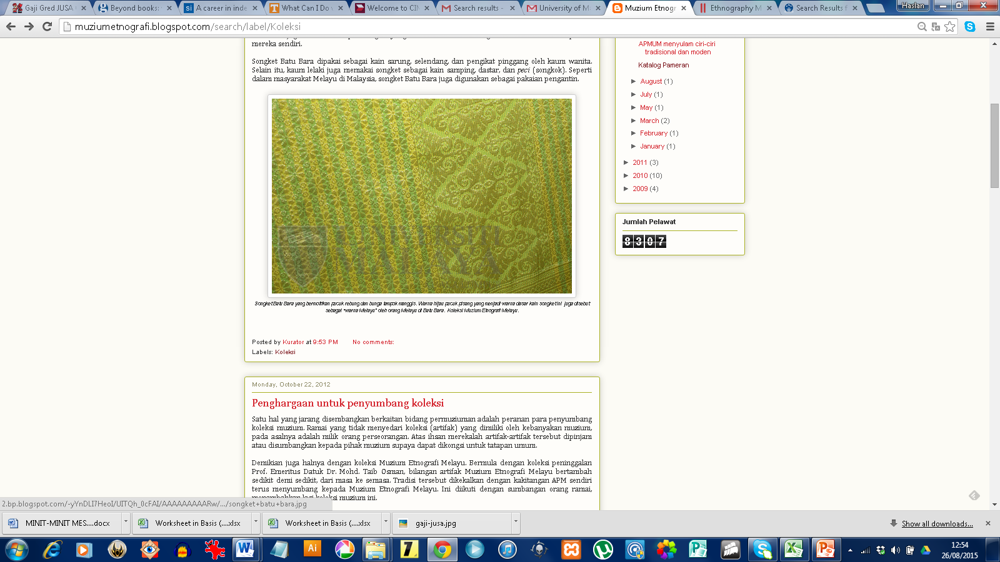 Gaji Gred JUSA
Beyond books:
A career in inde
What Can I Do
Welcome to CIM
Search results -
University of M
Muzium Etnogr
Ethnography M
Search Results f
Haslan
muziumetnografi.blogspot.com/search/label/Koleksi
mereka sendiri.
Songket Batu Bara dipakai sebagai kain sarung, selendang, dan pengikat pinggang oleh kaum wanita.
Selain itu, kaum lelaki juga memakai songket sebagai kain samping, dastar, dan peci (songkok). Seperti
dalam masyarakat Melayu di Malaysia, songket Batu Bara juga digunakan sebagai pakaian pengantin.
UNIVERSITI
MALAYA
Songket Batu Bara yang bermotifkan pucuk rebung dan bunga tampok manggis. Warna hijau pucuk pisang yang menjadi warna dasar kain songket ini juga disebut
sebagai "warna Melayu" oleh orang Melayu di Batu Bara. Koleksi Muzium Etnografi Melayu.
Posted by Kurator at 9:53 PM No comments:
Labels: Koleksi
Monday, October 22, 2012
Penghargaan untuk penyumbang koleksi
Satu hal yang jarang disembangkan berkaitan bidang permuziuman adalah peranan para penyumbang
koleksi muzium. Ramai yang tidak menyedari koleksi (artifak) yang dimiliki oleh kebanyakan muzium,
pada asalnya adalah milik orang perseorangan. Atas ihsan merekalah artifak-artifak tersebut dipinjam
atau disumbangkan kepada pihak muzium supaya dapat dikongsi untuk tatapan umum.
Demikian juga halnya dengan koleksi Muzium Etnografi Melayu. Bermula dengan koleksi peninggalan
Prof. Emeritus Datuk Dr. Mohd. Taib Osman, bilangan artifak Muzium Etnografi Melayu bertambah
sedikit demi sedikit, dari masa ke semasa. Tradisi tersebut dikekalkan dengan kakitangan APM sendiri
terus menyumbang kepada Muzium Etnografi Melayu. Ini diikuti dengan sumbangan orang ramai,
menambahkan lagi koleksi muzium ini.
APMUM menyulam ciri-ciri
tradisional dan moden
Katalog Pameran
► August (1)
► July (1)
► May (1)
► March (2)
► February (1)
► January (1)
► 2011 (3)
► 2010 (10)
► 2009 (4)
Jumlah Pelawat
8307
2.bp.blogspot.com/-yYnDLI7HeoI/UITQh_0cFAI/AAAAAAAAARw/.../songket+batu+bara.jpg
MINIT-MINIT MES....docx
Worksheet in Basis (....xlsx
Worksheet in Basis (....xlsx
gaji-jusa.jpg
Show all downloads...
12:54
26/08/2015